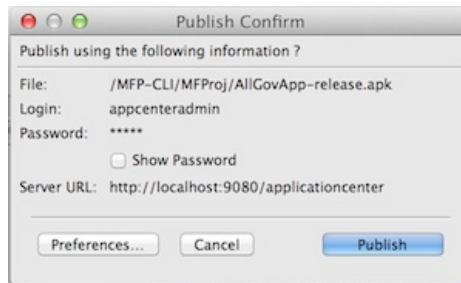 Publish Confirm
Publish using the following information ?
File: /MFP-CLI/MFProj/AllGovApp-release.apk
Login: appcenteradmin
Password: *****
Show Password
Server URL: http://localhost:9080/applicationcenter
Preferences... Cancel Publish